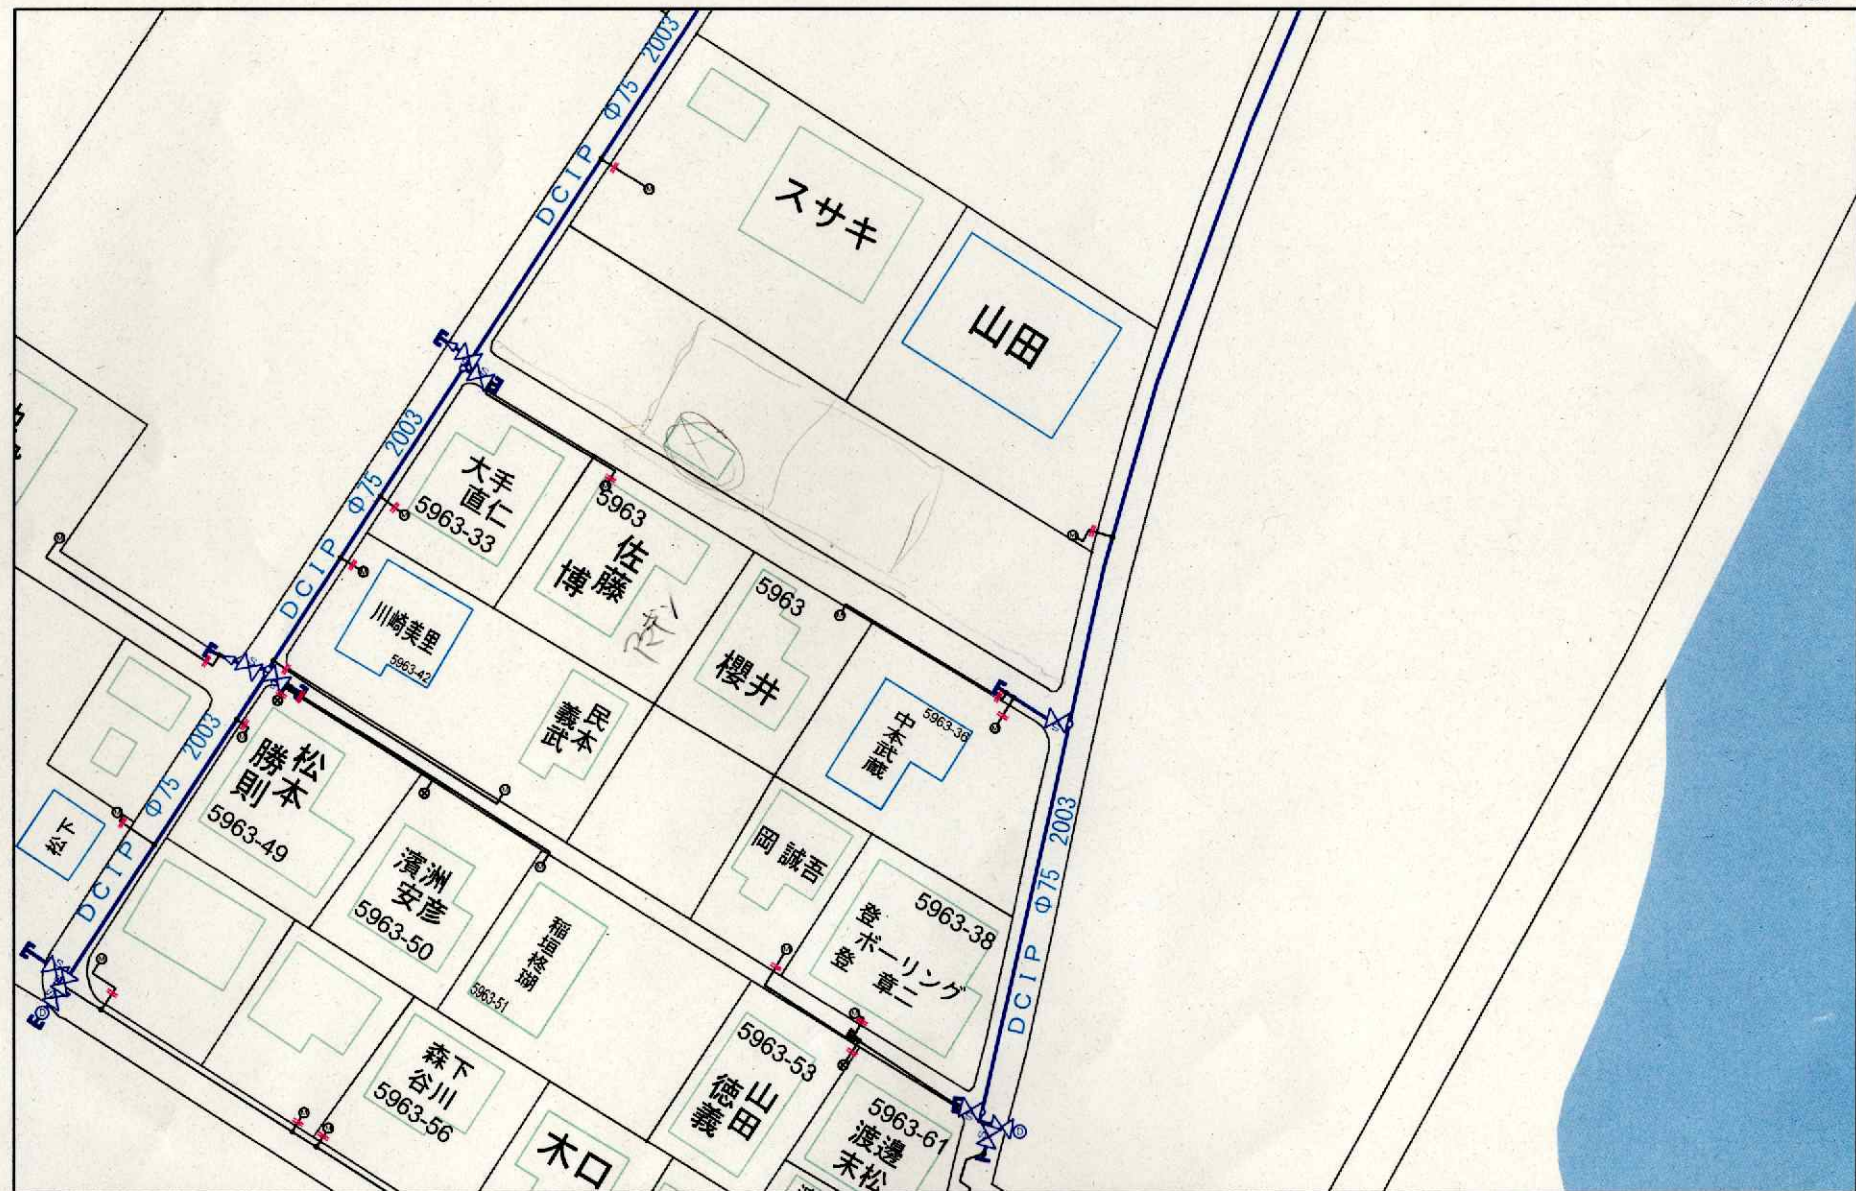 DCIP Φ75 2003
スサキ
山田
DCIP Φ75 2003
大手
直仁
5963-33
5963
佐藤
博
川崎美里
5963-42
5963
櫻井
民本
義武
中本武蔵
5963-36
DCIP Φ75 2003
松本
勝則
5963-49
松下
濱洲
安彦
5963-50
稲垣柊瑚
5963-51
岡 誠吾
5963-38
登
ボーリング
登 章二
DCIP Φ75 2003
森下
谷川
5963-56
木口
5963-53
山田
徳義
5963-61
渡邊
末松